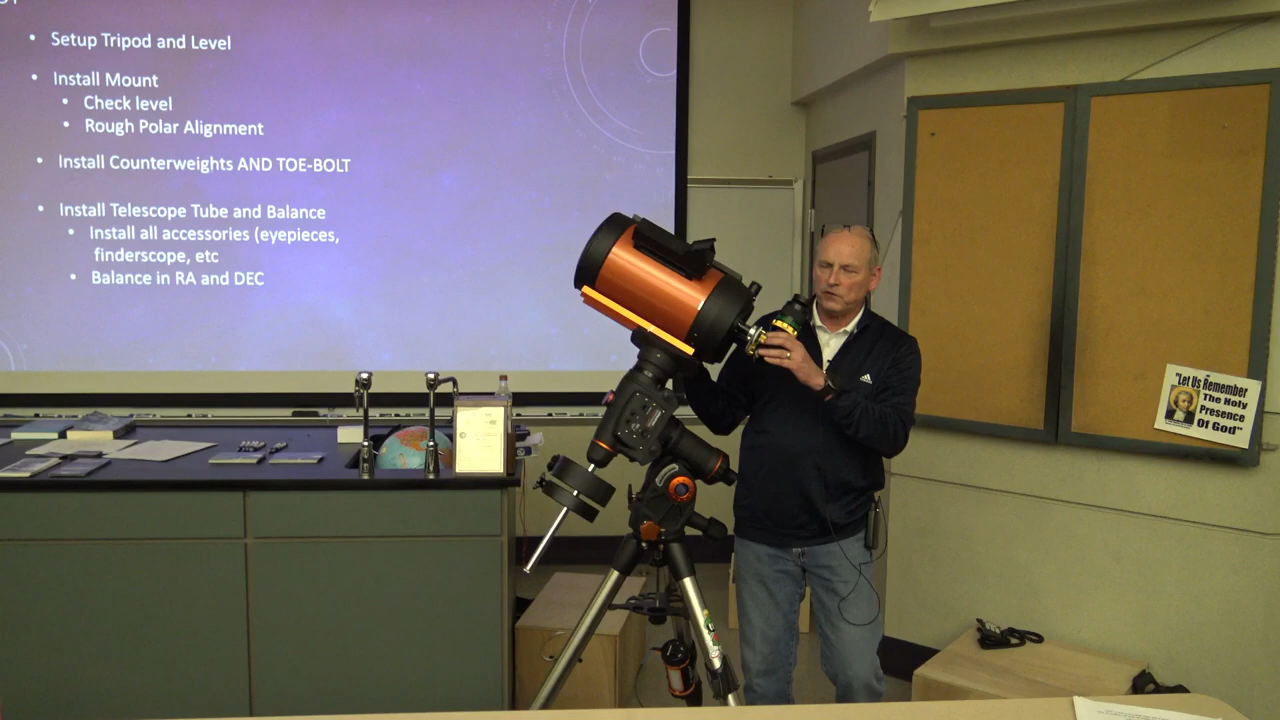 Setup Tripod and Level
Install Mount
Check level
Rough Polar Alignment
Install Counterweights AND TOE-BOLT
Install Telescope Tube and Balance
Install all accessories (eyepieces,
finderscope, etc
Balance in RA and DEC
"Let Us Remember
The Holy
Presence
Of God"
adidas